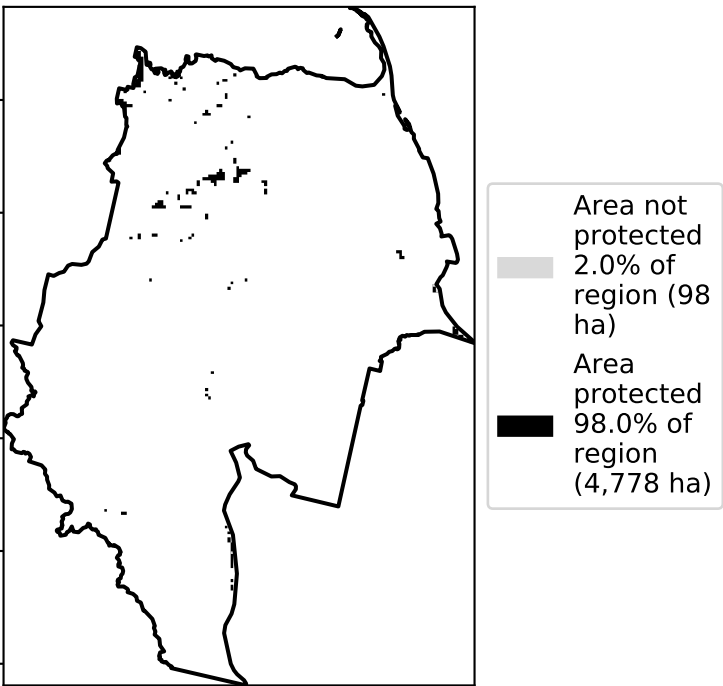 Area not
protected
2.0% of
region (98
ha)
Area
protected
98.0% of
region
(4,778 ha)